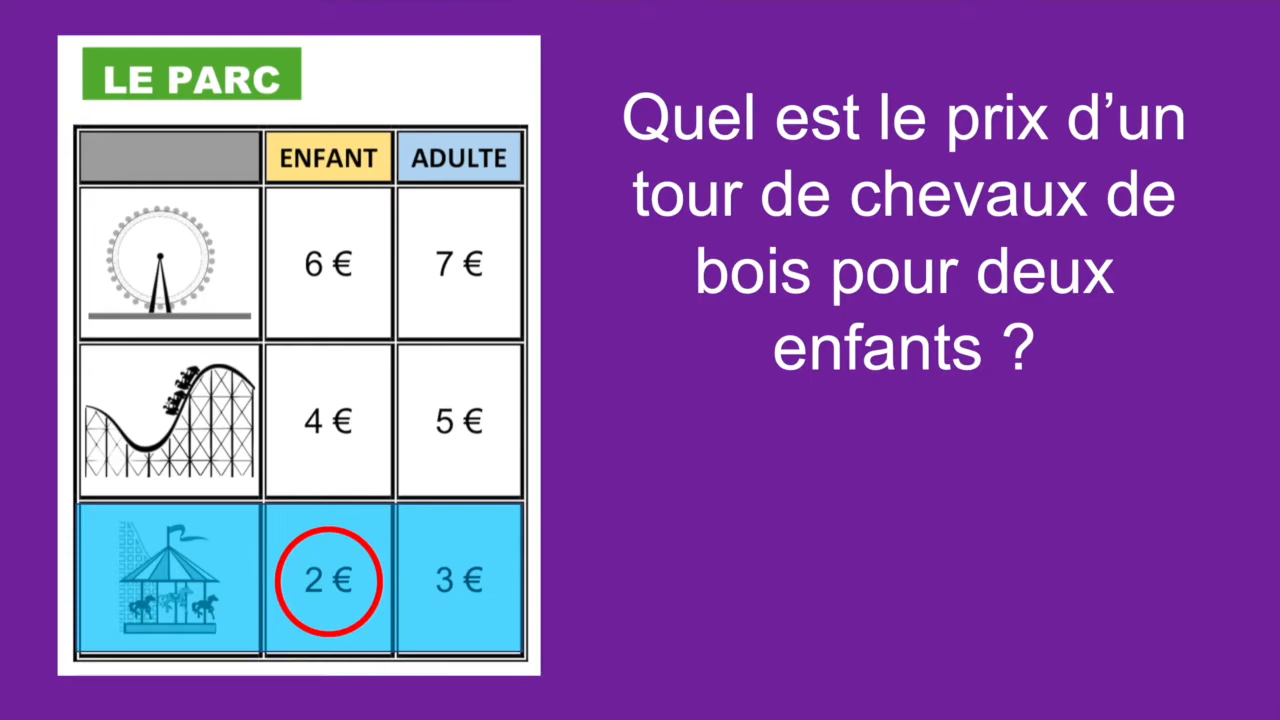 LE PARC
ENFANT ADULTE
6 € 7 €
4 € 5 €
2 € 3 €
Quel est le prix d’un
tour de chevaux de
bois pour deux
enfants ?